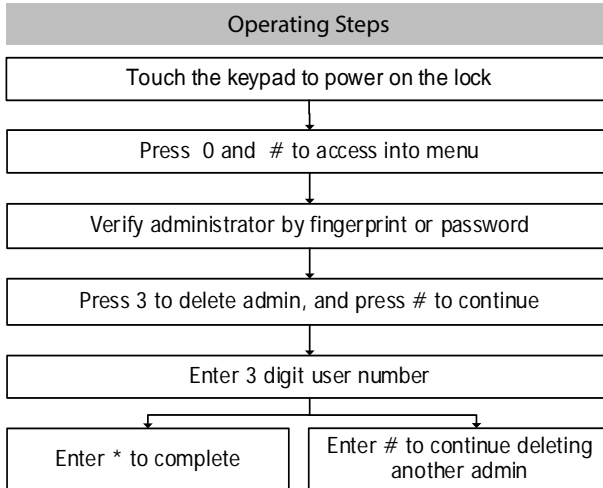 Operating Steps
Touch the keypad to power on the lock
Press 0 and # to access into menu
Verify administrator by fingerprint or password
Press 3 to delete admin, and press # to continue
Enter 3 digit user number
Enter * to complete
Enter # to continue deleting
another admin